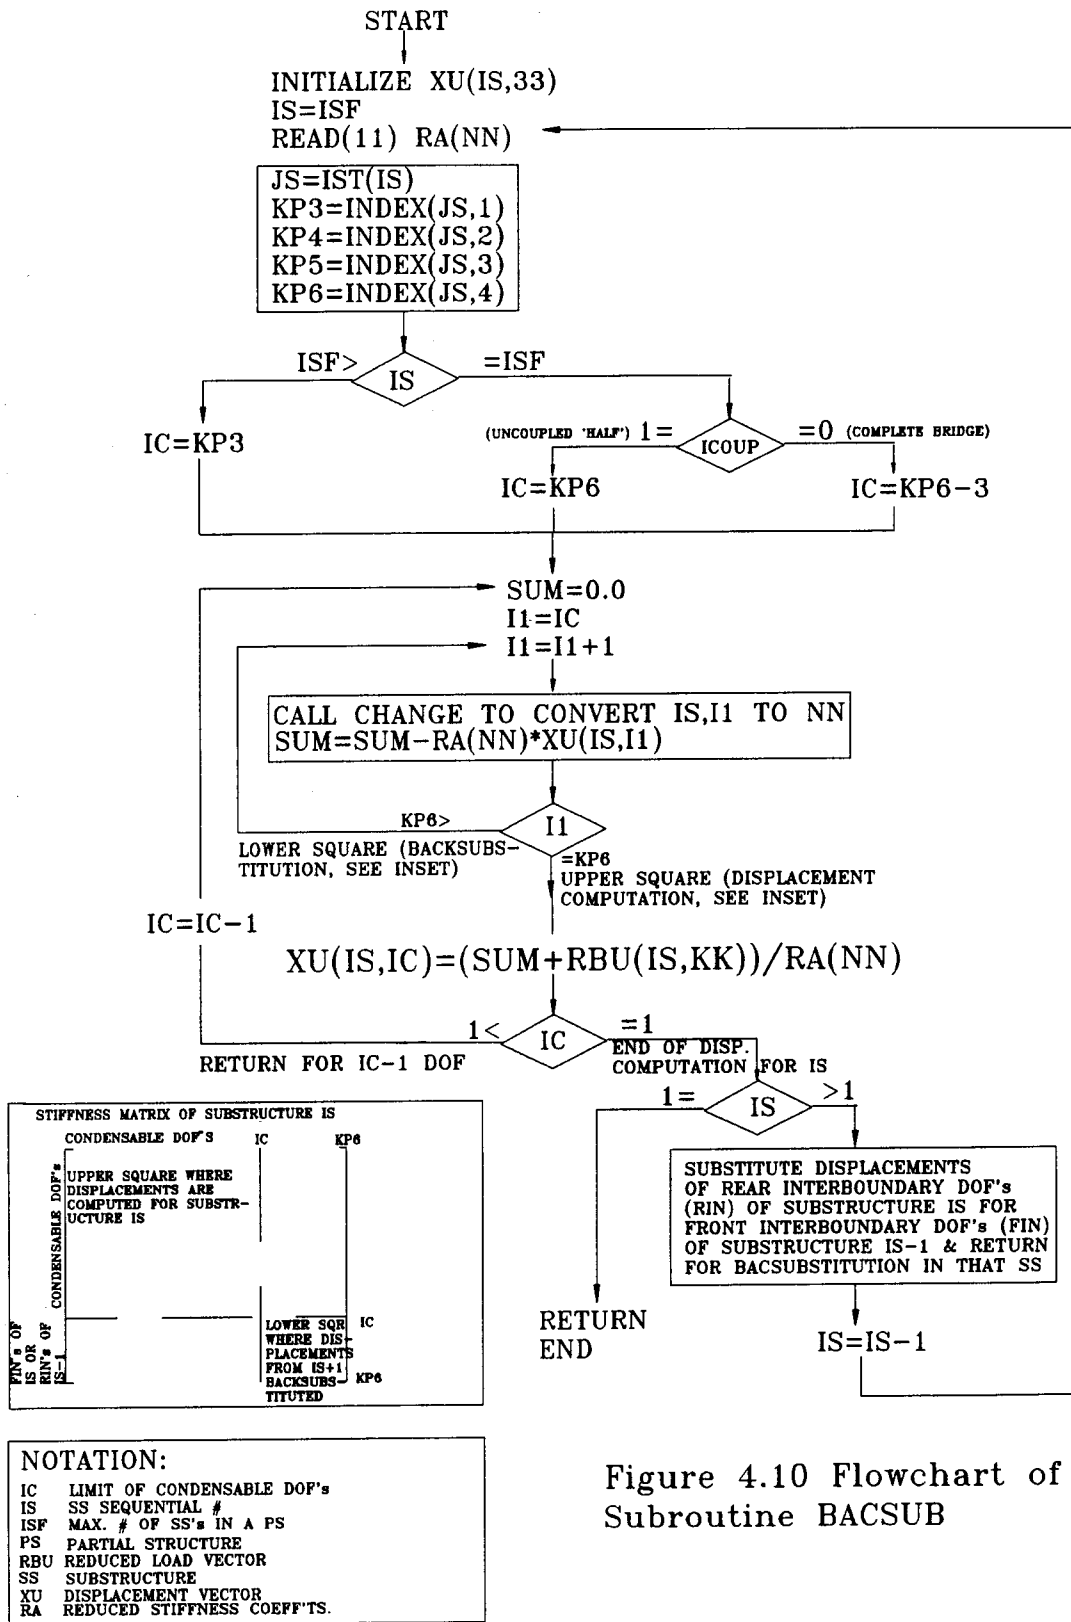 START
INITIALIZE XU(IS,33)
IS=ISF
READ(11) RA(NN)
JS=IST(IS)
KP3=INDEX(JS,1)
KP4=INDEX(JS,2)
KP5=INDEX(JS,3)
KP6=INDEX(JS,4)
ISF>
IS
=ISF
IC=KP3
(UNCOUPLED 'HALF') 1=
ICOUP
=0 (COMPLETE BRIDGE)
IC=KP6
IC=KP6-3
SUM=0.0
I1=IC
I1=I1+1
CALL CHANGE TO CONVERT IS,I1 TO NN
SUM=SUM-RA(NN)*XU(IS,I1)
KP6>
I1
LOWER SQUARE (BACKSUBS-
TITUTION, SEE INSET)
=KP6
UPPER SQUARE (DISPLACEMENT
COMPUTATION, SEE INSET)
IC=IC-1
XU(IS,IC)=(SUM+RBU(IS,KK))/RA(NN)
1<
IC
=1
RETURN FOR IC-1 DOF
END OF DISP.
COMPUTATION FOR IS
1=
IS
>1
SUBSTITUTE DISPLACEMENTS
OF REAR INTERBOUNDARY DOF's
(RIN) OF SUBSTRUCTURE IS FOR
FRONT INTERBOUNDARY DOF's (FIN)
OF SUBSTRUCTURE IS-1 & RETURN
FOR BACSUBSTITUTION IN THAT SS
RETURN
END
IS=IS-1
STIFFNESS MATRIX OF SUBSTRUCTURE IS
CONDENSABLE DOF'S
IC
KP6
CONDENSABLE DOF's
UPPER SQUARE WHERE
DISPLACEMENTS ARE
COMPUTED FOR SUBSTR-
UCTURE IS
FIN's OF
IS OR
RIN's OF
IS-1
LOWER SQR
WHERE DIS-
PLACEMENTS
FROM IS+1
BACKSUBS-
TITUTED
IC
KP6
NOTATION:
IC LIMIT OF CONDENSABLE DOF's
IS SS SEQUENTIAL #
ISF MAX. # OF SS's IN A PS
PS PARTIAL STRUCTURE
RBU REDUCED LOAD VECTOR
SS SUBSTRUCTURE
XU DISPLACEMENT VECTOR
RA REDUCED STIFFNESS COEFF'TS.
Figure 4.10 Flowchart of
Subroutine BACSUB